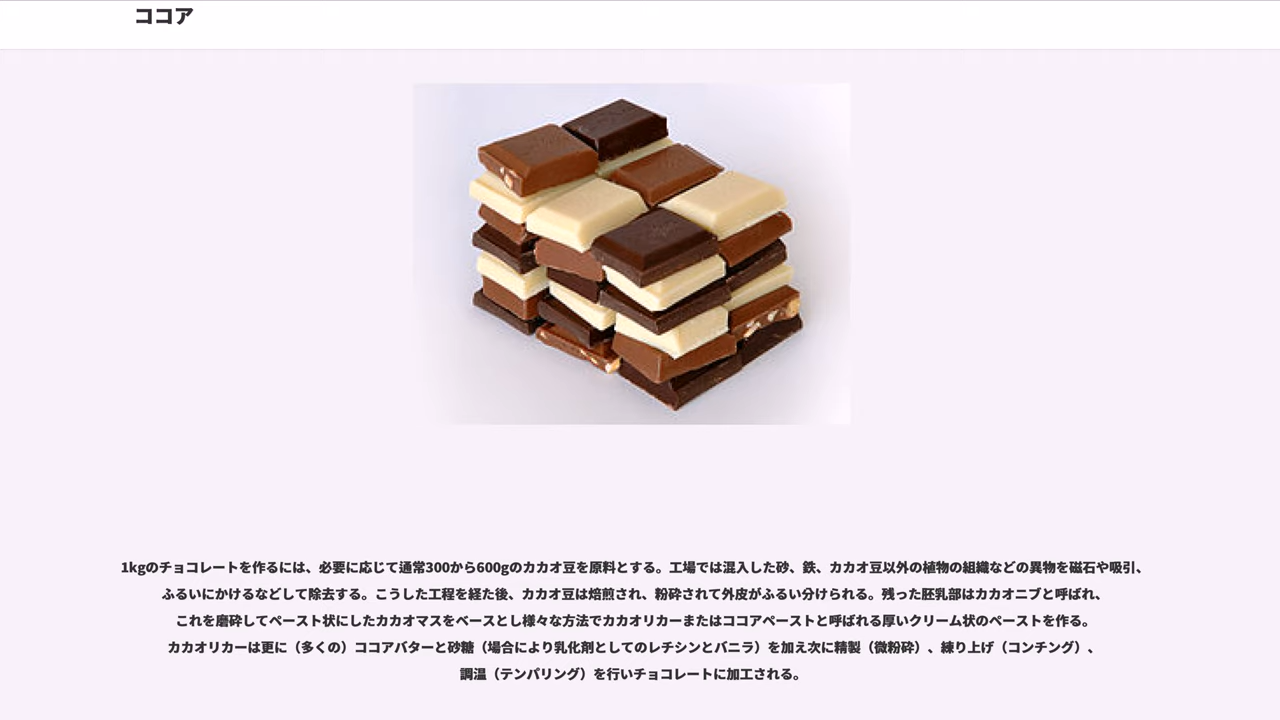 ココア
1kgのチョコレートを作るには、必要に応じて通常300から600gのカカオ豆を原料とする。工場では混入した砂、鉄、カカオ豆以外の植物の組織などの異物を磁石や吸引、
ふるいにかけるなどして除去する。こうした工程を経た後、カカオ豆は焙煎され、粉砕されて外皮がふるい分けられる。残った胚乳部はカカオニブと呼ばれ、
これを磨砕してペースト状にしたカカオマスをベースとし様々な方法でカカオリカーまたはココアペーストと呼ばれる厚いクリーム状のペーストを作る。
カカオリカーは更に（多くの）ココアバターと砂糖（場合により乳化剤としてのレチシンとバニラ）を加え次に精製（微粉砕）、練り上げ（コンチング）、
調温（テンパリング）を行いチョコレートに加工される。